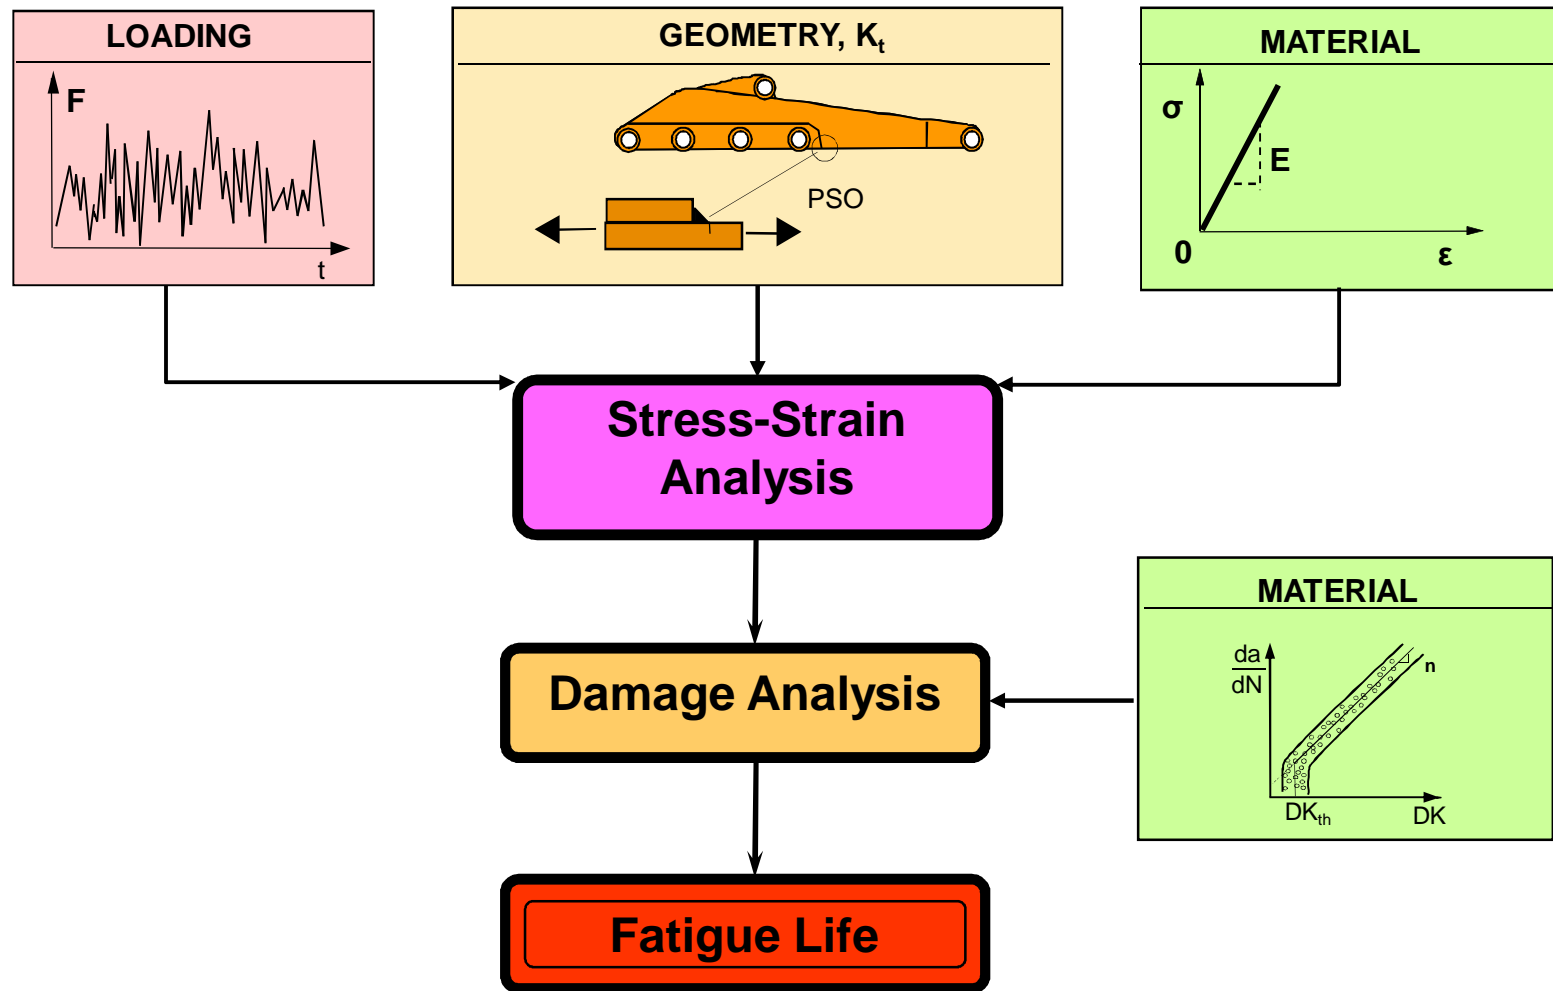 LOADING
F
t
GEOMETRY, Kt
PSO
MATERIAL
σ
E
0
ε
Stress-Strain
Analysis
MATERIAL
da
dN
n
DKth
DK
Damage Analysis
Fatigue Life